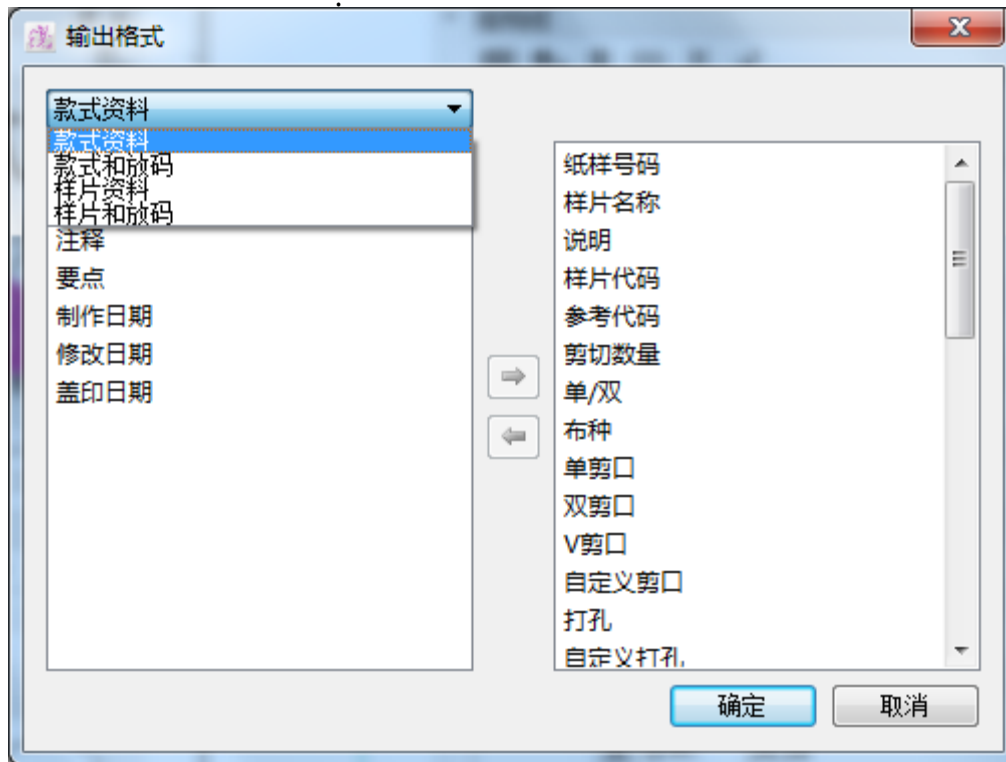 输出格式
款式资料
款式资料
款式和放码
样片资料
样片和放码
注释
要点
制作日期
修改日期
盖印日期
纸样号码
样片名称
说明
样片代码
参考代码
剪切数量
单/双
布种
单剪口
双剪口
V剪口
自定义剪口
打孔
自定义打孔
确定
取消